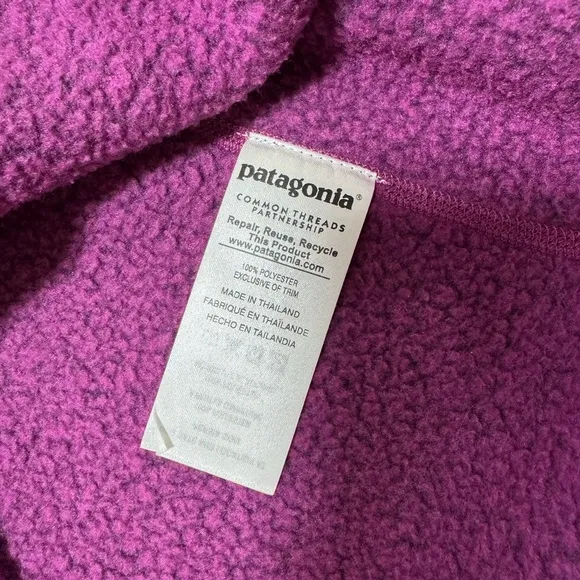 patagonia®
COMMON THREADS
PARTNERSHIP
Repair, Reuse, Recycle
This Product
www.patagonia.com
100% POLYESTER
EXCLUSIVE OF TRIM
MADE IN THAILAND
FABRIQUÉ EN THAÏLANDE
HECHO EN TAILANDIA